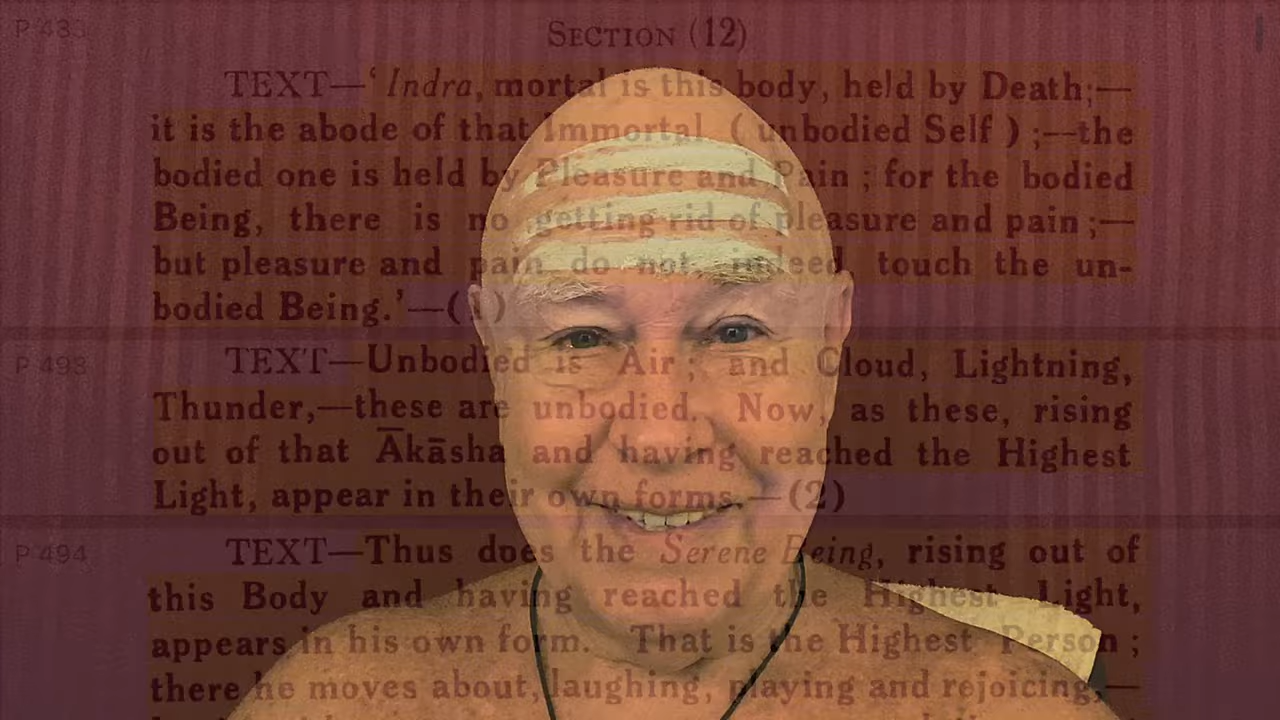 P 483
SECTION (12)
TEXT—‘Indra, mortal is this body, held by Death;—
it is the abode of that Immortal ( unbodied Self ) ;—the
bodied one is held by Pleasure and Pain ; for the bodied
Being, there is no getting rid of pleasure and pain ;—
but pleasure and pain do not, indeed, touch the un-
bodied Being.’—(1)
P 493
TEXT—Unbodied is Air ; and Cloud, Lightning,
Thunder,—these are unbodied. Now, as these, rising
out of that Ākāsha and having reached the Highest
Light, appear in their own forms.—(2)
P 494
TEXT—Thus does the Serene Being, rising out of
this Body and having reached the Highest Light,
appears in his own form. That is the Highest Person ;
there he moves about, laughing, playing and rejoicing,—